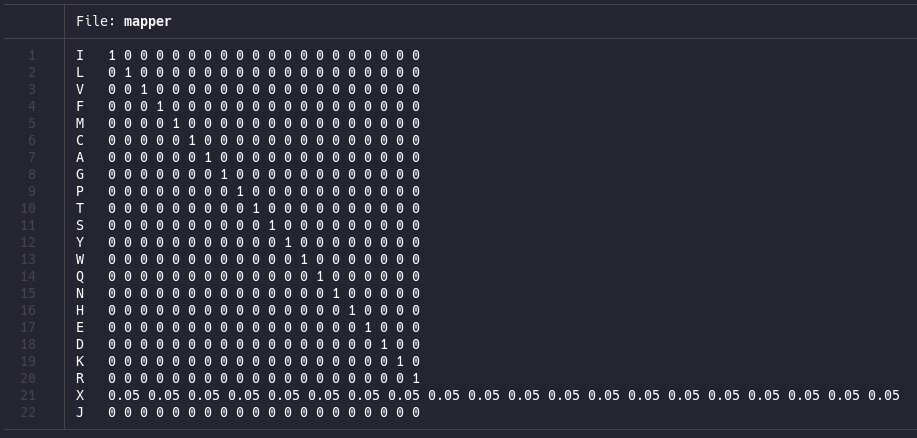 File: mapper
1 I 1 0 0 0 0 0 0 0 0 0 0 0 0 0 0 0 0 0 0 0
2 L 0 1 0 0 0 0 0 0 0 0 0 0 0 0 0 0 0 0 0 0
3 V 0 0 1 0 0 0 0 0 0 0 0 0 0 0 0 0 0 0 0 0
4 F 0 0 0 1 0 0 0 0 0 0 0 0 0 0 0 0 0 0 0 0
5 M 0 0 0 0 1 0 0 0 0 0 0 0 0 0 0 0 0 0 0 0
6 C 0 0 0 0 0 1 0 0 0 0 0 0 0 0 0 0 0 0 0 0
7 A 0 0 0 0 0 0 1 0 0 0 0 0 0 0 0 0 0 0 0 0
8 G 0 0 0 0 0 0 0 1 0 0 0 0 0 0 0 0 0 0 0 0
9 P 0 0 0 0 0 0 0 0 1 0 0 0 0 0 0 0 0 0 0 0
10 T 0 0 0 0 0 0 0 0 0 1 0 0 0 0 0 0 0 0 0 0
11 S 0 0 0 0 0 0 0 0 0 0 1 0 0 0 0 0 0 0 0 0
12 Y 0 0 0 0 0 0 0 0 0 0 0 1 0 0 0 0 0 0 0 0
13 W 0 0 0 0 0 0 0 0 0 0 0 0 1 0 0 0 0 0 0 0
14 Q 0 0 0 0 0 0 0 0 0 0 0 0 0 1 0 0 0 0 0 0
15 N 0 0 0 0 0 0 0 0 0 0 0 0 0 0 1 0 0 0 0 0
16 H 0 0 0 0 0 0 0 0 0 0 0 0 0 0 0 1 0 0 0 0
17 E 0 0 0 0 0 0 0 0 0 0 0 0 0 0 0 0 1 0 0 0
18 D 0 0 0 0 0 0 0 0 0 0 0 0 0 0 0 0 0 1 0 0
19 K 0 0 0 0 0 0 0 0 0 0 0 0 0 0 0 0 0 0 1 0
20 R 0 0 0 0 0 0 0 0 0 0 0 0 0 0 0 0 0 0 0 1
21 X 0.05 0.05 0.05 0.05 0.05 0.05 0.05 0.05 0.05 0.05 0.05 0.05 0.05 0.05 0.05 0.05 0.05 0.05 0.05 0.05
22 J 0 0 0 0 0 0 0 0 0 0 0 0 0 0 0 0 0 0 0 0